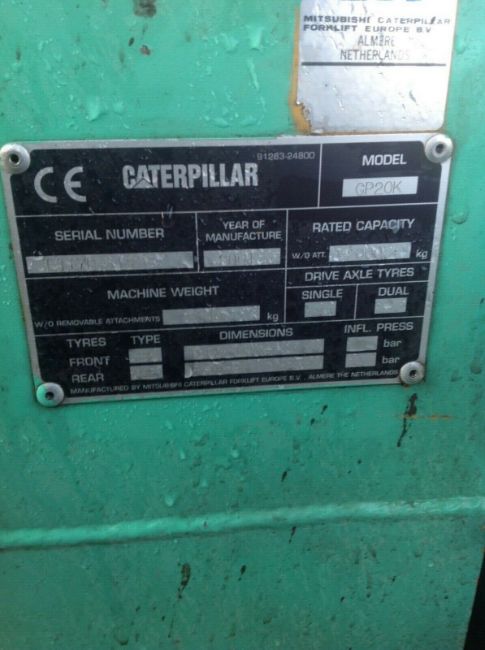 MITSUBISHI CATERPILLAR
FORKLIFT EUROPE B.V.
ALMERE
NETHERLANDS
91283-24800
CE CATERPILLAR
MODEL
GP20K
SERIAL NUMBER
YEAR OF
MANUFACTURE
RATED CAPACITY
W/O ATT. kg
DRIVE AXLE TYRES
MACHINE WEIGHT
SINGLE DUAL
W/O REMOVABLE ATTACHMENTS kg
TYRES TYPE DIMENSIONS INFL. PRESS
FRONT bar
REAR bar
MANUFACTURED BY MITSUBISHI CATERPILLAR FORKLIFT EUROPE B.V. ALMERE THE NETHERLANDS